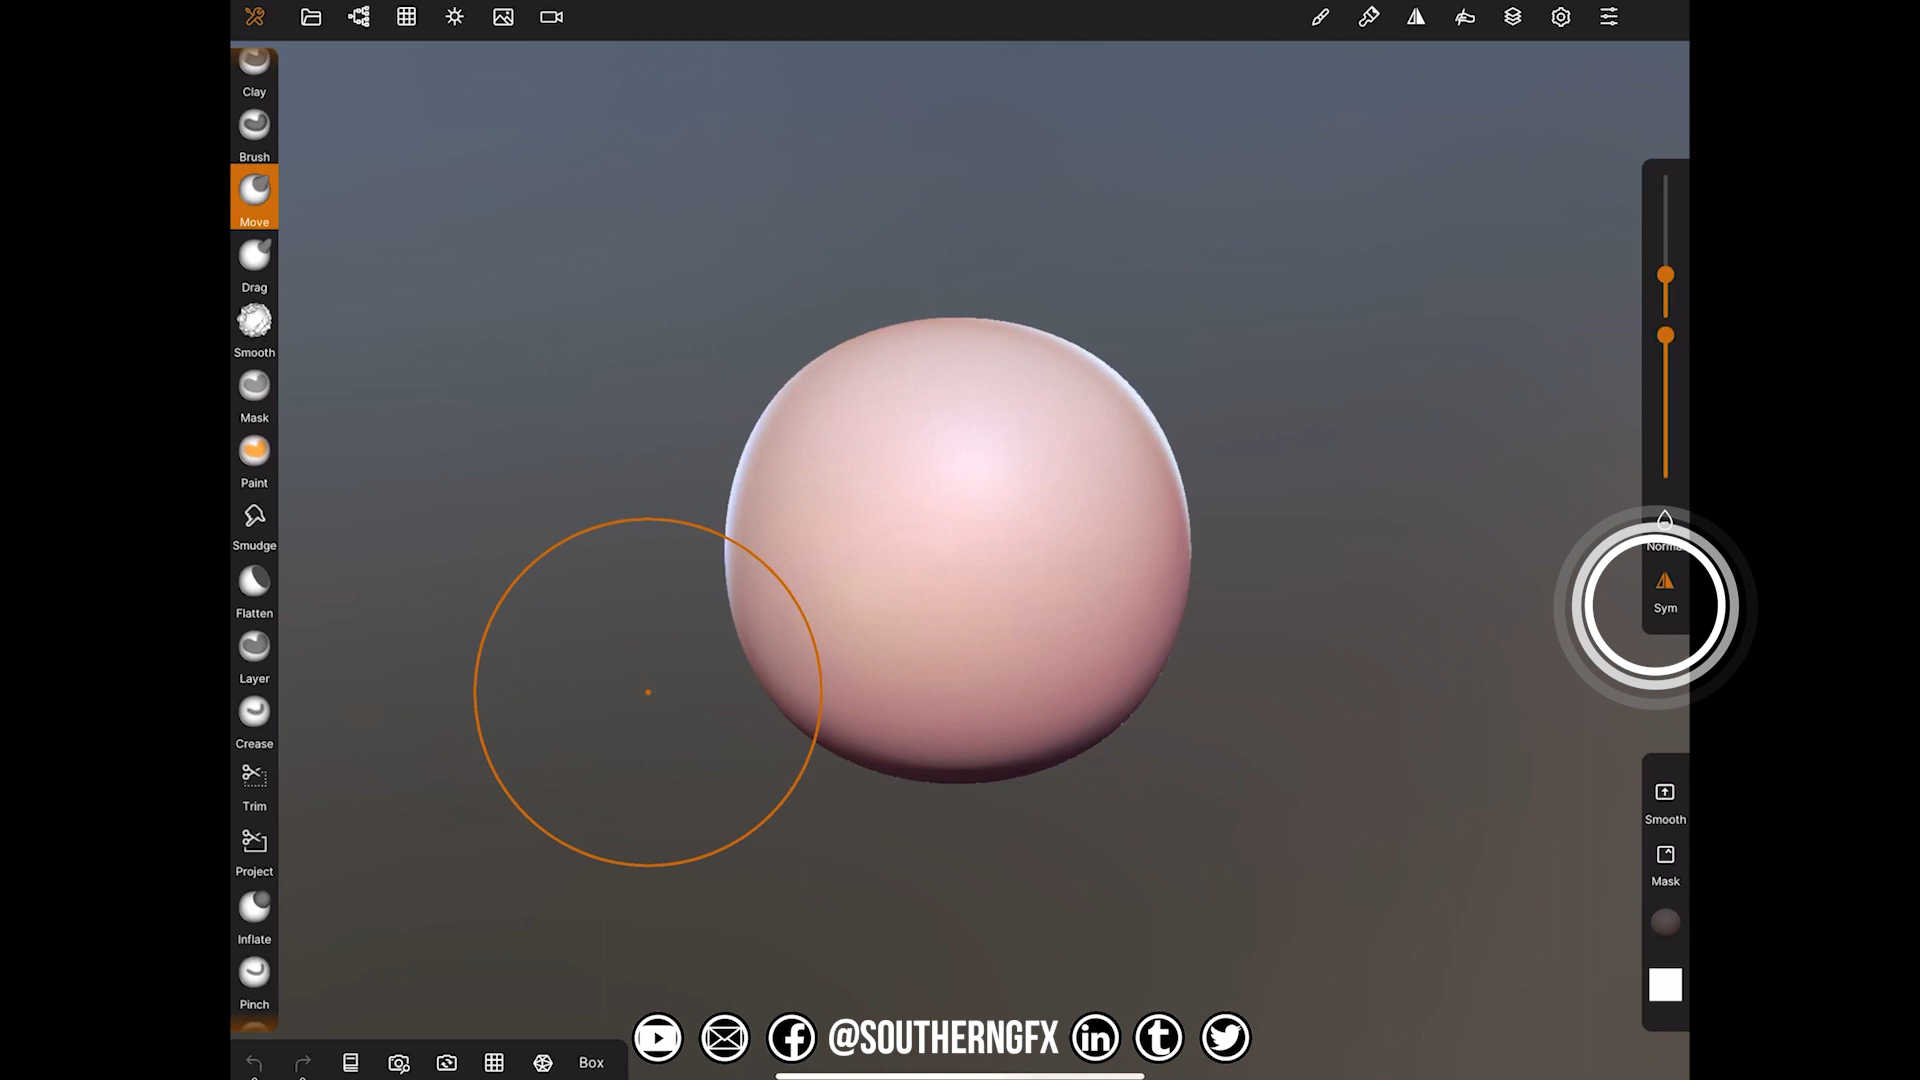 Clay
Brush
Move
Drag
Smooth
Mask
Paint
Smudge
Flatten
Layer
Crease
Trim
Project
Inflate
Pinch
Sym
Smooth
Mask
Box
@SOUTHERNGFX